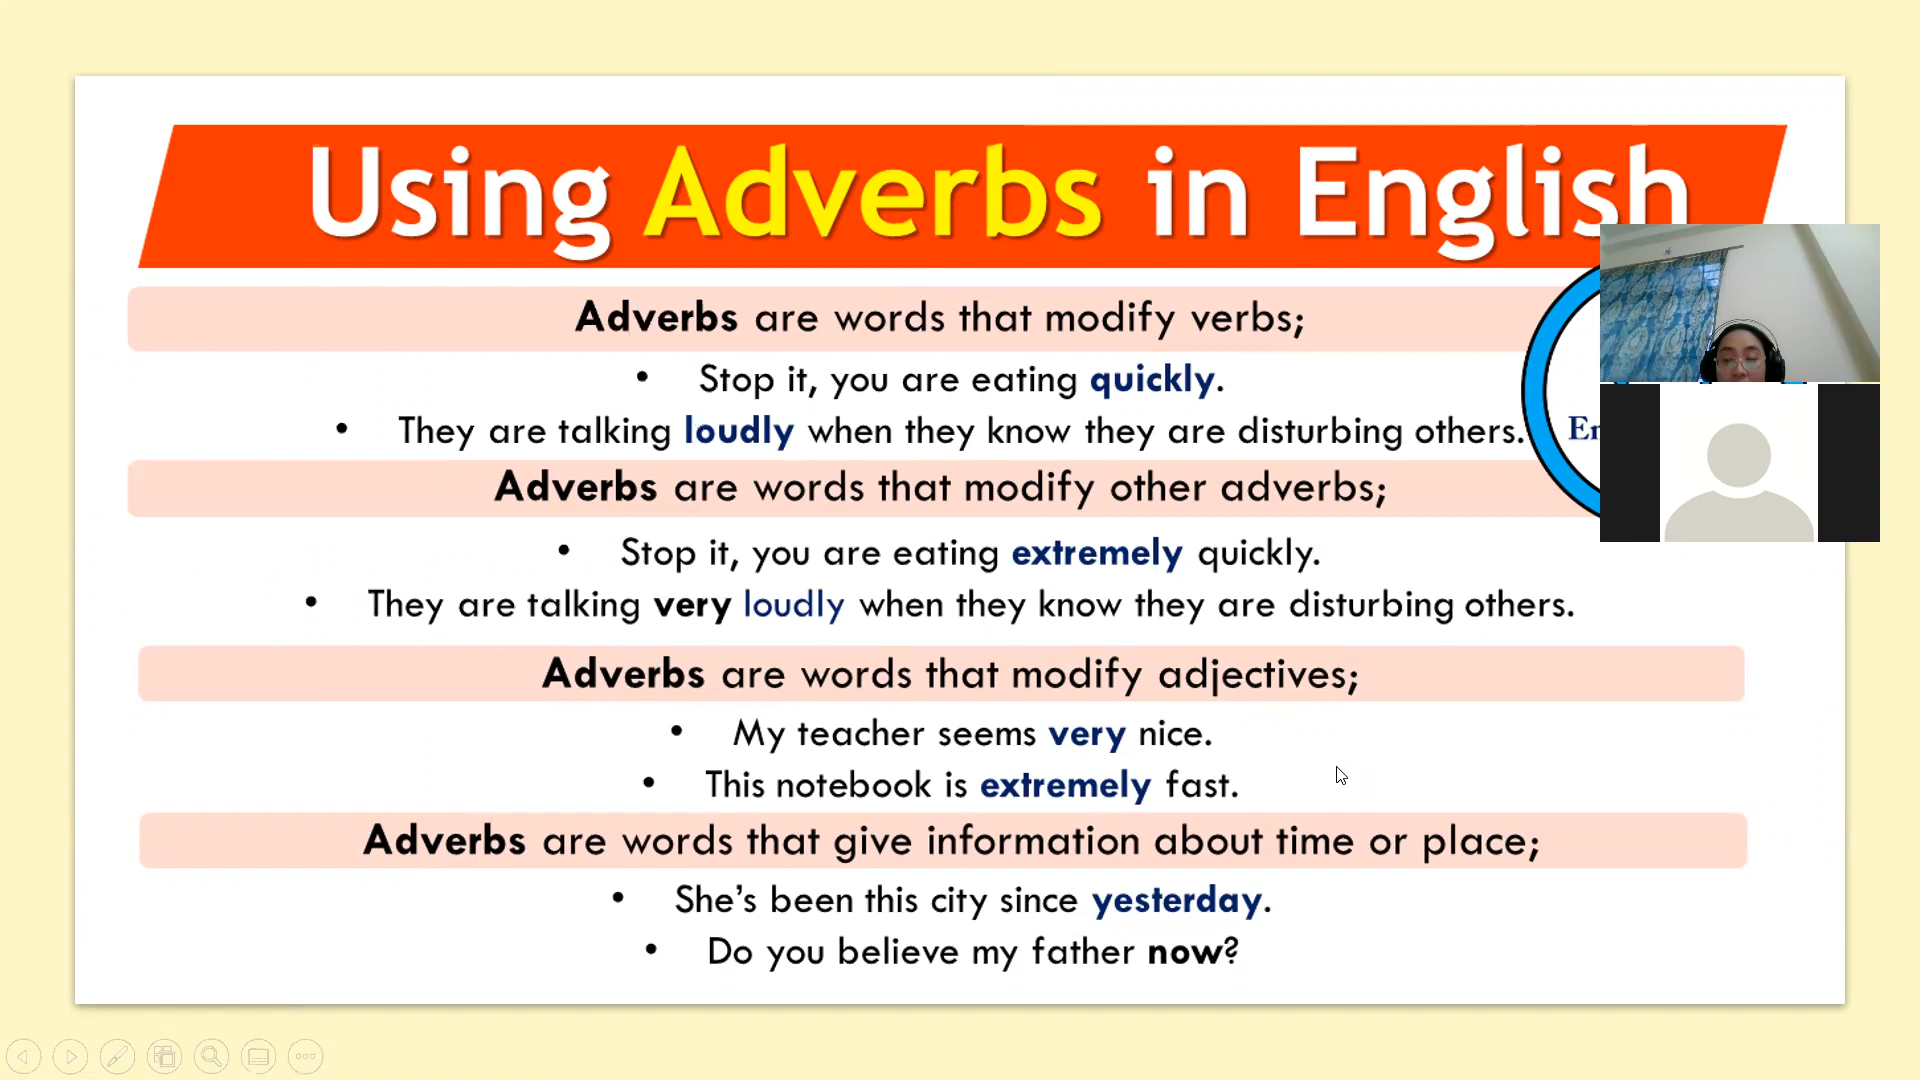 Using Adverbs in English
Adverbs are words that modify verbs;
• Stop it, you are eating quickly.
• They are talking loudly when they know they are disturbing others.
Adverbs are words that modify other adverbs;
• Stop it, you are eating extremely quickly.
• They are talking very loudly when they know they are disturbing others.
Adverbs are words that modify adjectives;
• My teacher seems very nice.
• This notebook is extremely fast.
Adverbs are words that give information about time or place;
• She’s been this city since yesterday.
• Do you believe my father now?